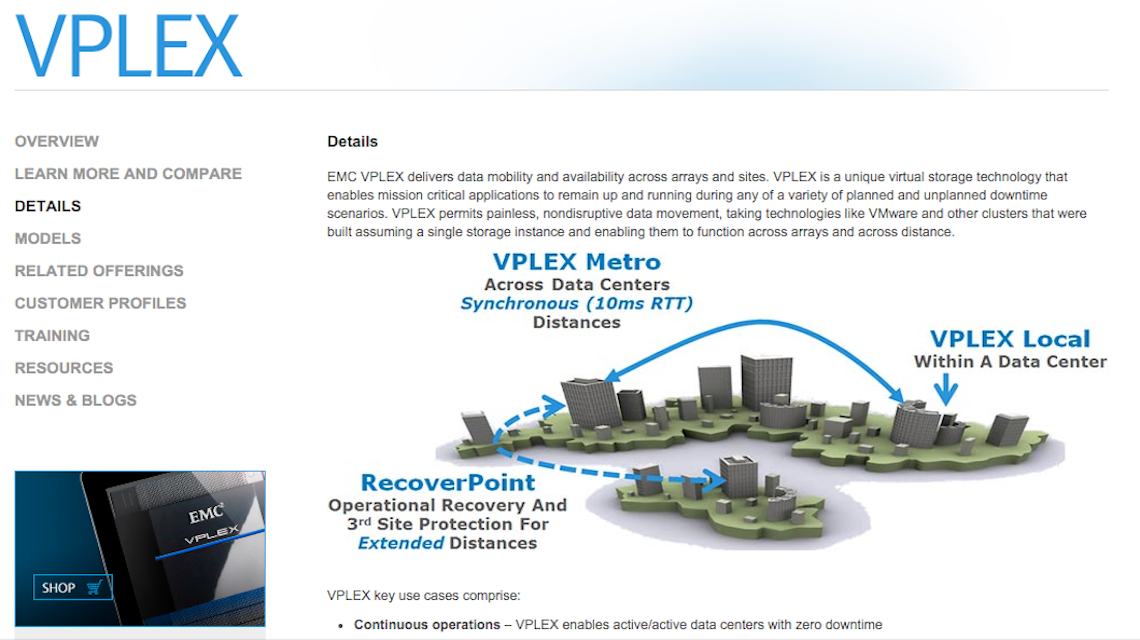 VPLEX
OVERVIEW
LEARN MORE AND COMPARE
DETAILS
MODELS
RELATED OFFERINGS
CUSTOMER PROFILES
TRAINING
RESOURCES
NEWS & BLOGS
EMC²
VPLEX
SHOP
Details
EMC VPLEX delivers data mobility and availability across arrays and sites. VPLEX is a unique virtual storage technology that
enables mission critical applications to remain up and running during any of a variety of planned and unplanned downtime
scenarios. VPLEX permits painless, nondisruptive data movement, taking technologies like VMware and other clusters that were
built assuming a single storage instance and enabling them to function across arrays and across distance.
VPLEX Metro
Across Data Centers
Synchronous (10ms RTT)
Distances
VPLEX Local
Within A Data Center
RecoverPoint
Operational Recovery And
3rd Site Protection For
Extended Distances
VPLEX key use cases comprise:
• Continuous operations – VPLEX enables active/active data centers with zero downtime